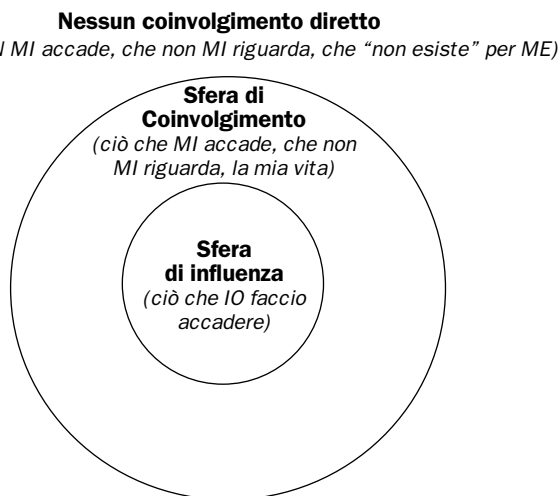 Nessun coinvolgimento diretto
MI accade, che non MI riguarda, che “non esiste” per ME)
Sfera di
Coinvolgimento
(ciò che MI accade, che non
MI riguarda, la mia vita)
Sfera
di influenza
(ciò che IO faccio
accadere)